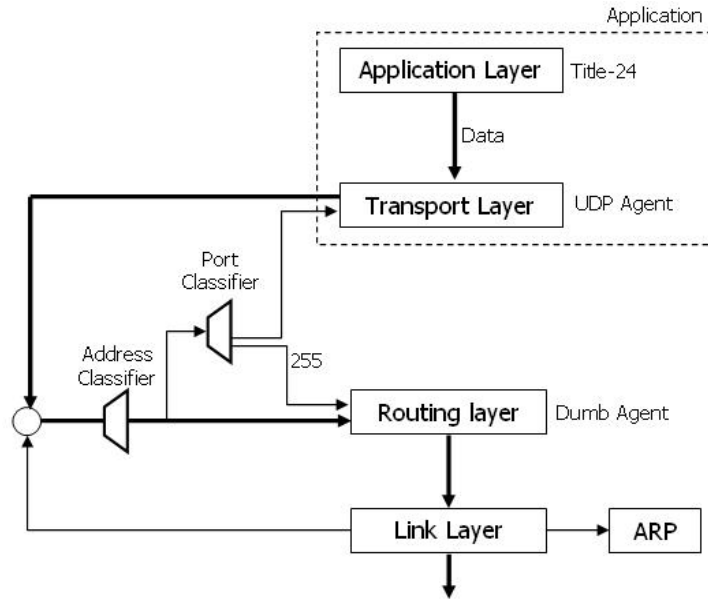 Application
Application Layer
Title-24
Data
Transport Layer
UDP Agent
Port
Classifier
255
Address
Classifier
Routing layer
Dumb Agent
Link Layer
ARP